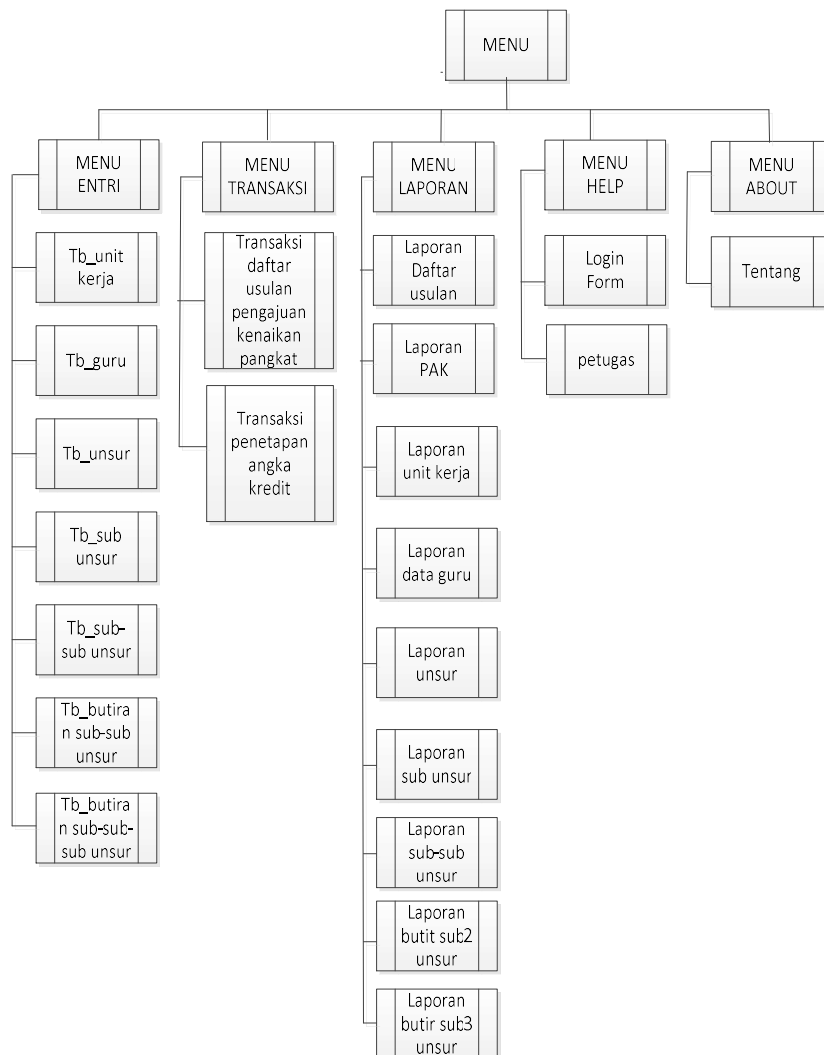 MENU
MENU
ENTRI
Tb_unit
kerja
Tb_guru
Tb_unsur
Tb_sub
unsur
Tb_sub-
sub unsur
Tb_butira
n sub-sub
unsur
Tb_butira
n sub-sub-
sub unsur
MENU
TRANSAKSI
Transaksi
daftar
usulan
pengajuan
kenaikan
pangkat
Transaksi
penetapan
angka
kredit
MENU
LAPORAN
Laporan
Daftar
usulan
Laporan
PAK
Laporan
unit kerja
Laporan
data guru
Laporan
unsur
Laporan
sub unsur
Laporan
sub-sub
unsur
Laporan
butit sub2
unsur
Laporan
butir sub3
unsur
MENU
HELP
Login
Form
petugas
MENU
ABOUT
Tentang